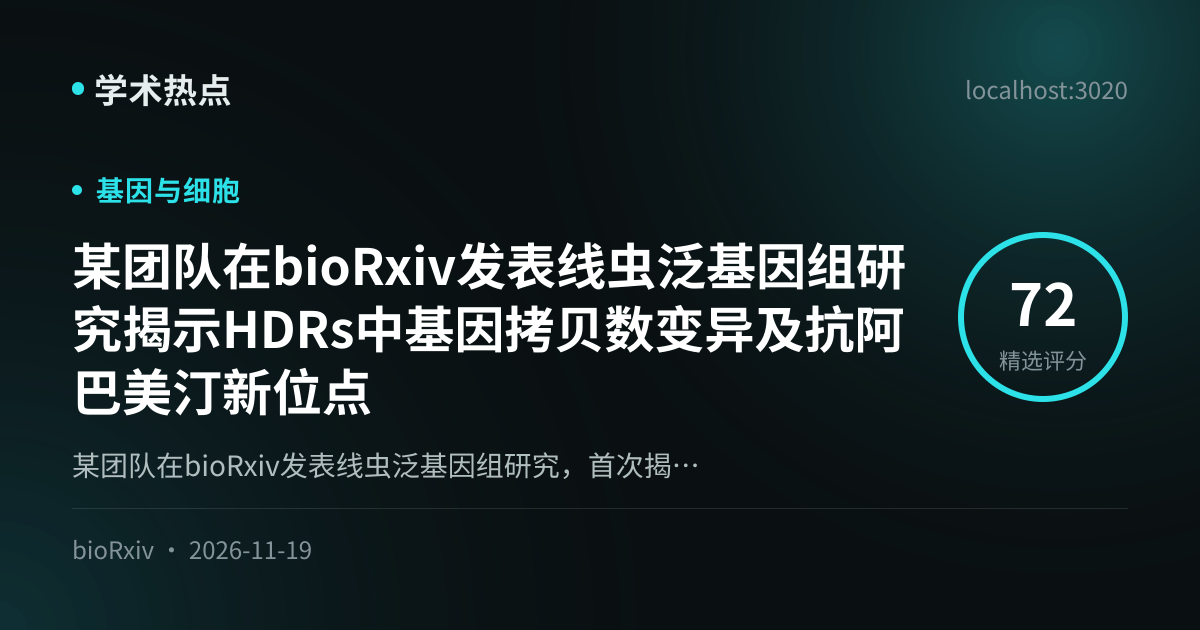 学术热点
localhost:3020
基因与细胞
某团队在bioRxiv发表线虫泛基因组研
究揭示HDRs中基因拷贝数变异及抗阿
巴美汀新位点
72
精选评分
某团队在bioRxiv发表线虫泛基因组研究，首次揭…
bioRxiv · 2026-11-19